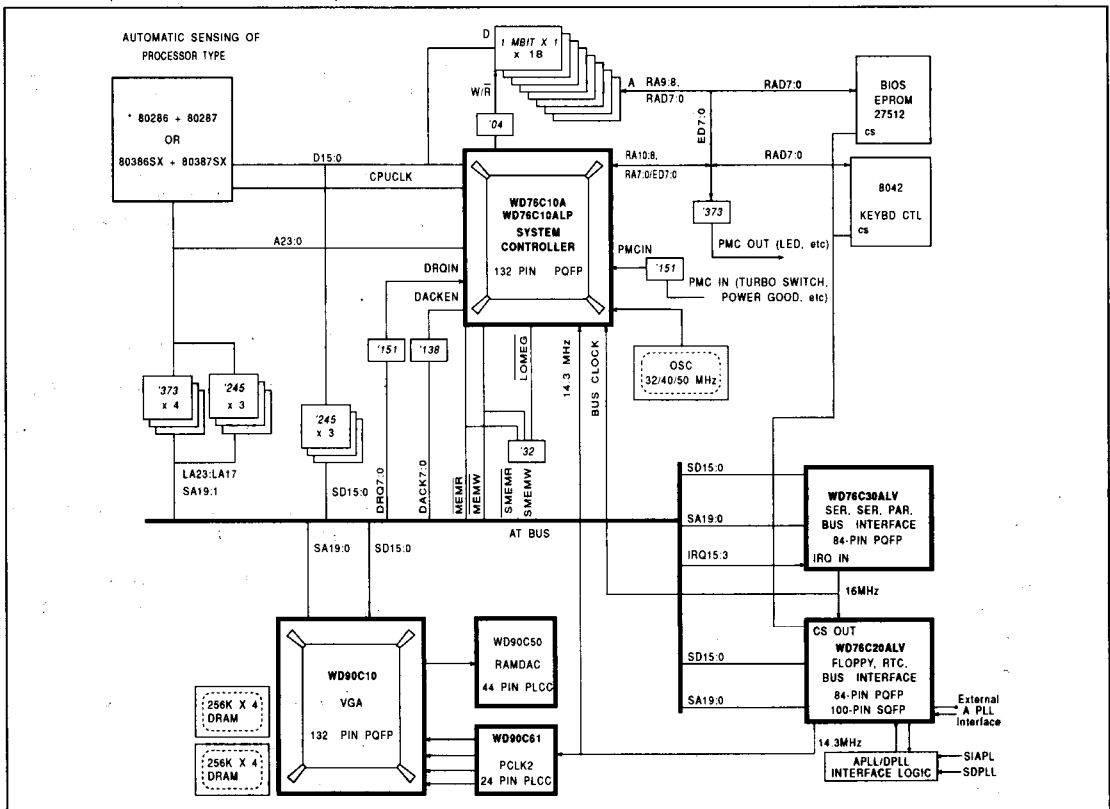 AUTOMATIC SENSING OF
PROCESSOR TYPE
* 80286 + 80287
OR
80386SX + 80387SX
D
1 MBIT X 1
x 18
W/R
'04
A
RA9:8,
RAD7:0
RAD7:0
BIOS
EPROM
27512
CS
ED7:0
D15:0
CPUCLK
RA10:8,
RA7:0/ED7:0
RAD7:0
8042
KEYBD CTL
CS
WD76C10A
WD76C10ALP
SYSTEM
CONTROLLER
132 PIN PQFP
'373
PMC OUT (LED, etc)
A23:0
DRQIN
DACKEN
PMCIN
'151
PMC IN (TURBO SWITCH,
POWER GOOD, etc)
'151
'138
LOMEG
14.3 MHz
BUS CLOCK
OSC
32/40/50 MHz
'373
x 4
'245
x 3
'245
x 3
'32
LA23:LA17
SA19:1
SD15:0
DRQ7:0
DACK7:0
MEMR
MEMW
SMEMR
SMEMW
AT BUS
SD15:0
SA19:0
IRQ15:3
WD76C30ALV
SER, SER, PAR,
BUS INTERFACE
84-PIN PQFP
IRQ IN
16MHz
SA19:0
SD15:0
CS OUT
WD76C20ALV
FLOPPY, RTC,
BUS INTERFACE
84-PIN PQFP
100-PIN SQFP
SD15:0
SA19:0
External
A PLL
Interface
WD90C10
VGA
132 PIN PQFP
WD90C50
RAMDAC
44 PIN PLCC
256K X 4
DRAM
256K X 4
DRAM
WD90C61
PCLK2
24 PIN PLCC
14.3MHz
APLL/DPLL
INTERFACE LOGIC
SIAPL
SDPLL